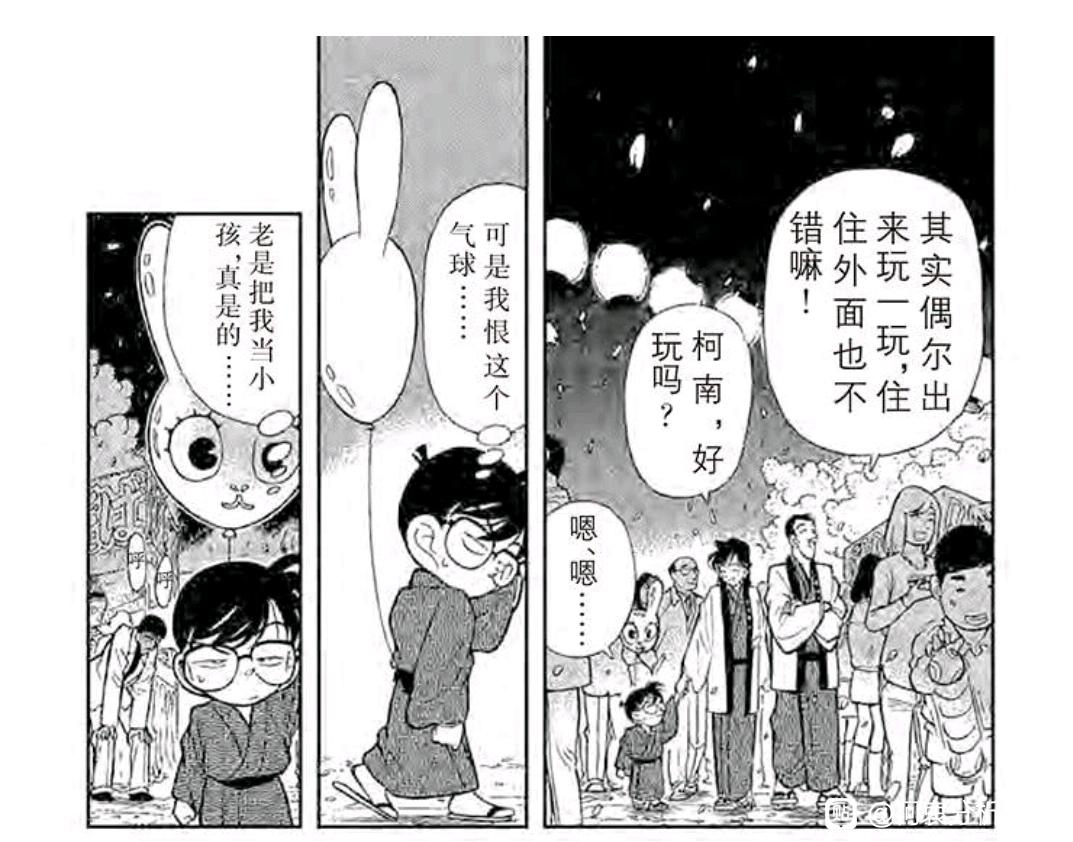 其实偶尔出
来玩一玩，住
住外面也不
错嘛！
柯南，好
玩吗？
嗯、嗯……
可是我恨这个
气球……
老是把我当小
孩，真是的……
呼
呼